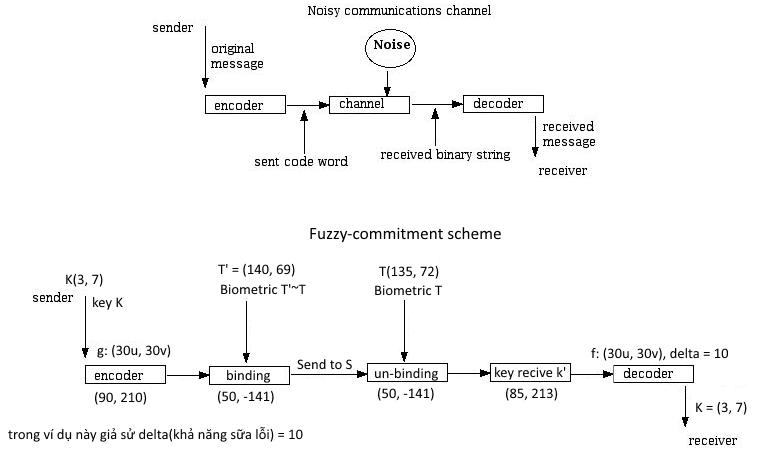 Noisy communications channel
sender
Noise
original
message
encoder
channel
decoder
sent code word
received binary string
received
message
receiver
Fuzzy-commitment scheme
K(3, 7)
T' = (140, 69)
T(135, 72)
sender
key K
Biometric T'~T
Biometric T
g: (30u, 30v)
Send to S
f: (30u, 30v), delta = 10
encoder
binding
un-binding
key recive k'
decoder
(90, 210)
(50, -141)
(50, -141)
(85, 213)
K = (3, 7)
trong ví dụ này giả sử delta(khả năng sữa lỗi) = 10
receiver